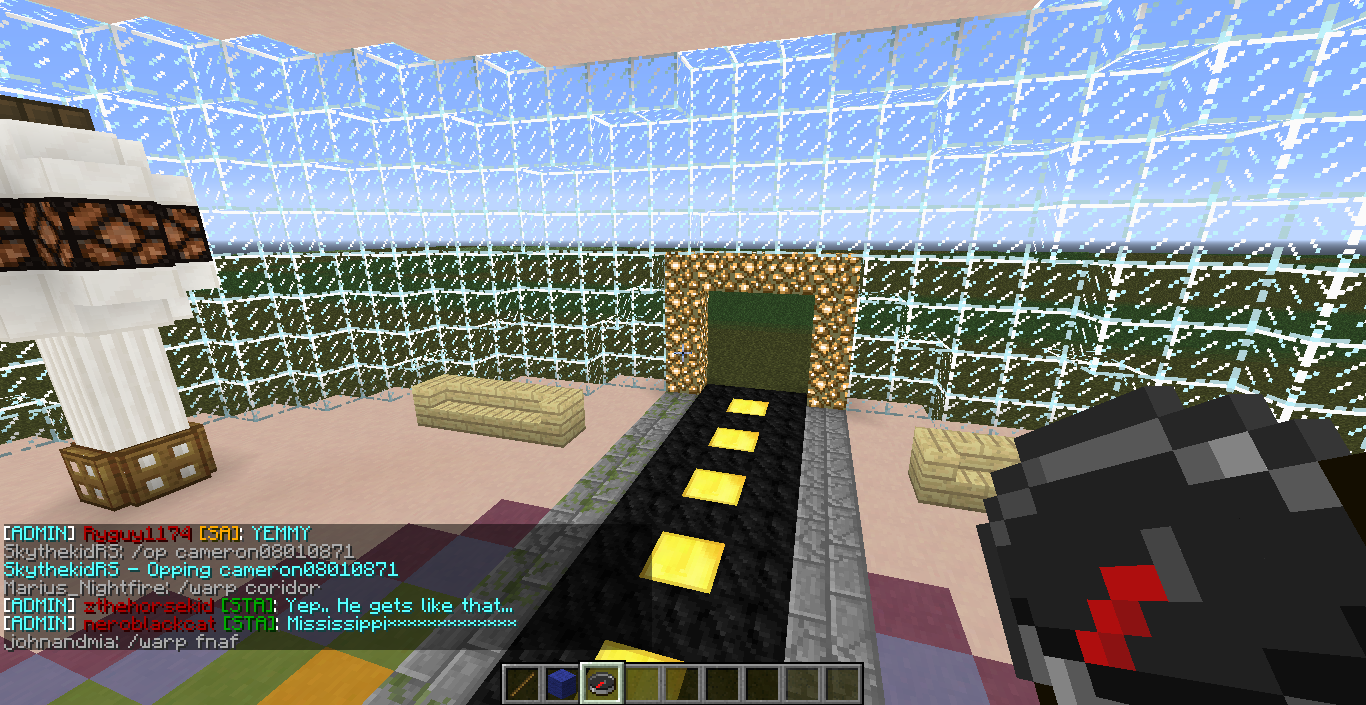 [ADMIN] Ryguy1174 [SA]: YEMMY
SkythekidRS: /op cameron08010871
SkythekidRS - Opping cameron08010871
Marius_Nightfire: /warp coridor
[ADMIN] zthehorsekid [STA]: Yep.. He gets like that...
[ADMIN] neroblackcat [STA]: Mississippi×××××××××××××
johnandmia: /warp fnaf